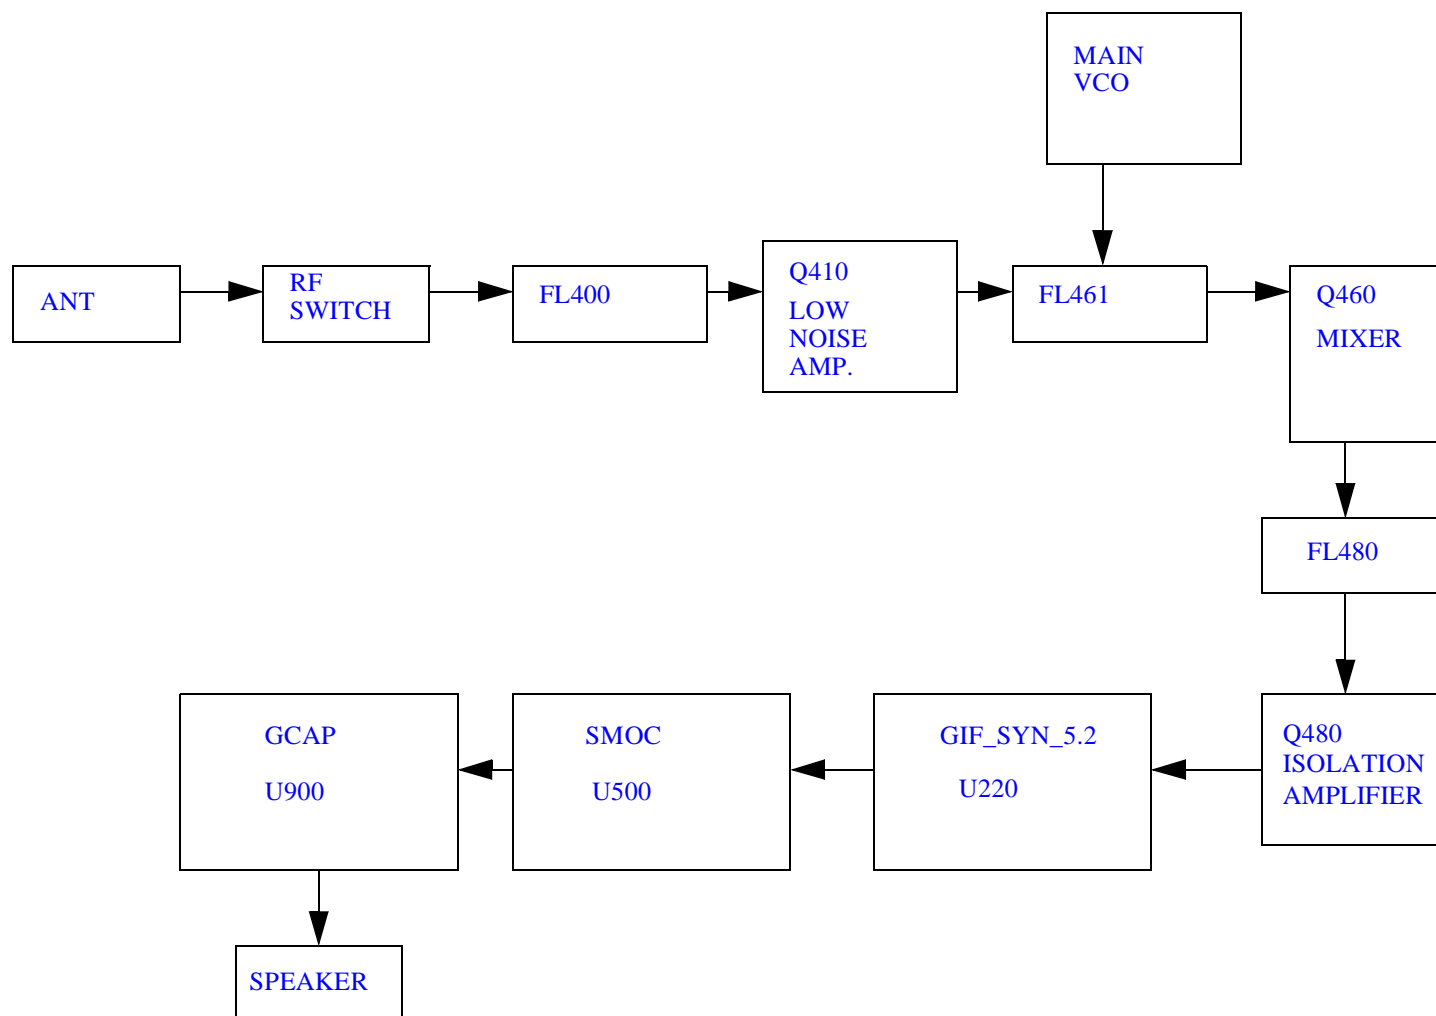 MAIN
VCO
ANT
RF
SWITCH
FL400
Q410
LOW
NOISE
AMP.
FL461
Q460
MIXER
FL480
GCAP
U900
SMOC
U500
GIF_SYN_5.2
U220
Q480
ISOLATION
AMPLIFIER
SPEAKER